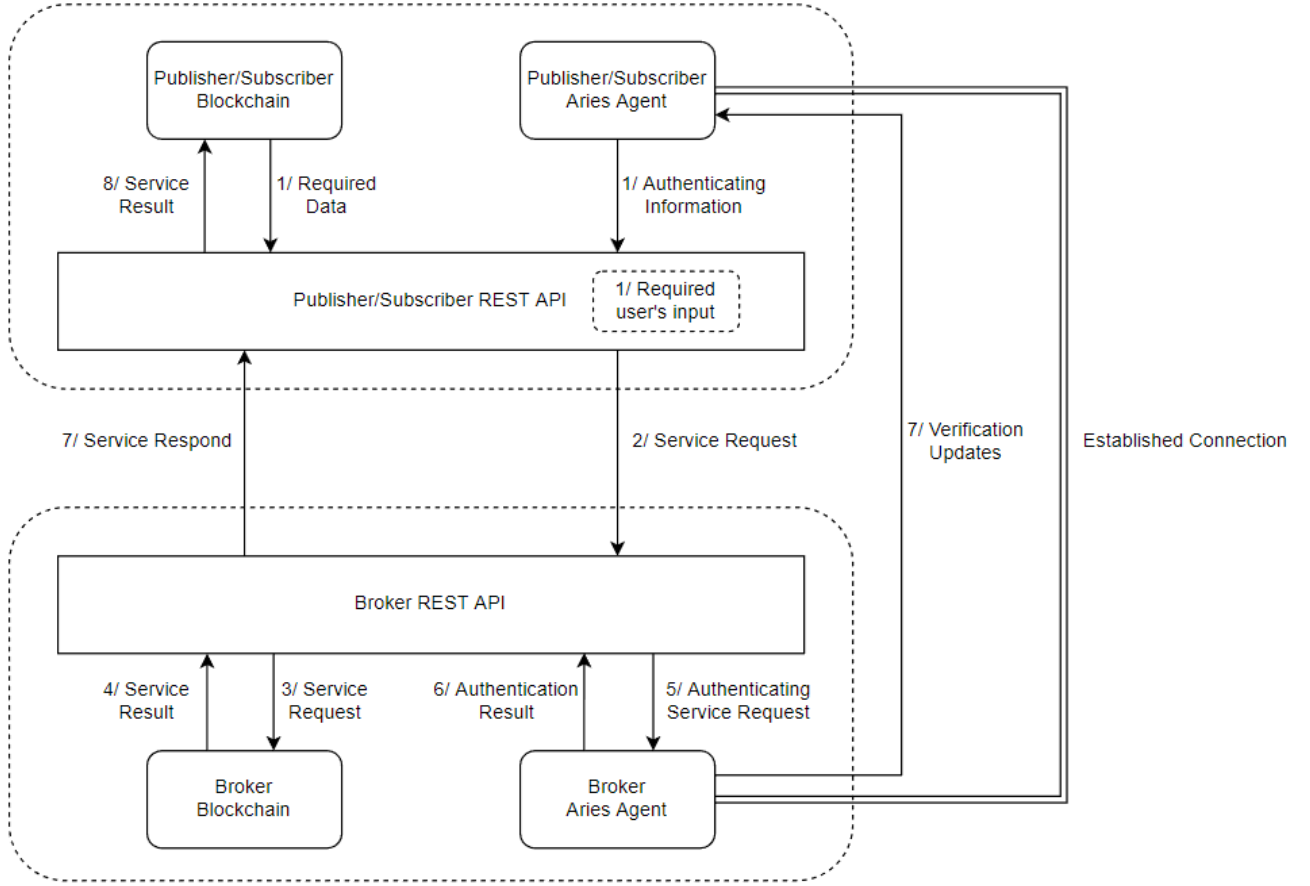 Publisher/Subscriber
Blockchain
Publisher/Subscriber
Aries Agent
8/ Service
Result
1/ Required
Data
1/ Authenticating
Information
Publisher/Subscriber REST API
1/ Required
user's input
7/ Service Respond
2/ Service Request
7/ Verification
Updates
Established Connection
Broker REST API
4/ Service
Result
3/ Service
Request
6/ Authentication
Result
5/ Authenticating
Service Request
Broker
Blockchain
Broker
Aries Agent